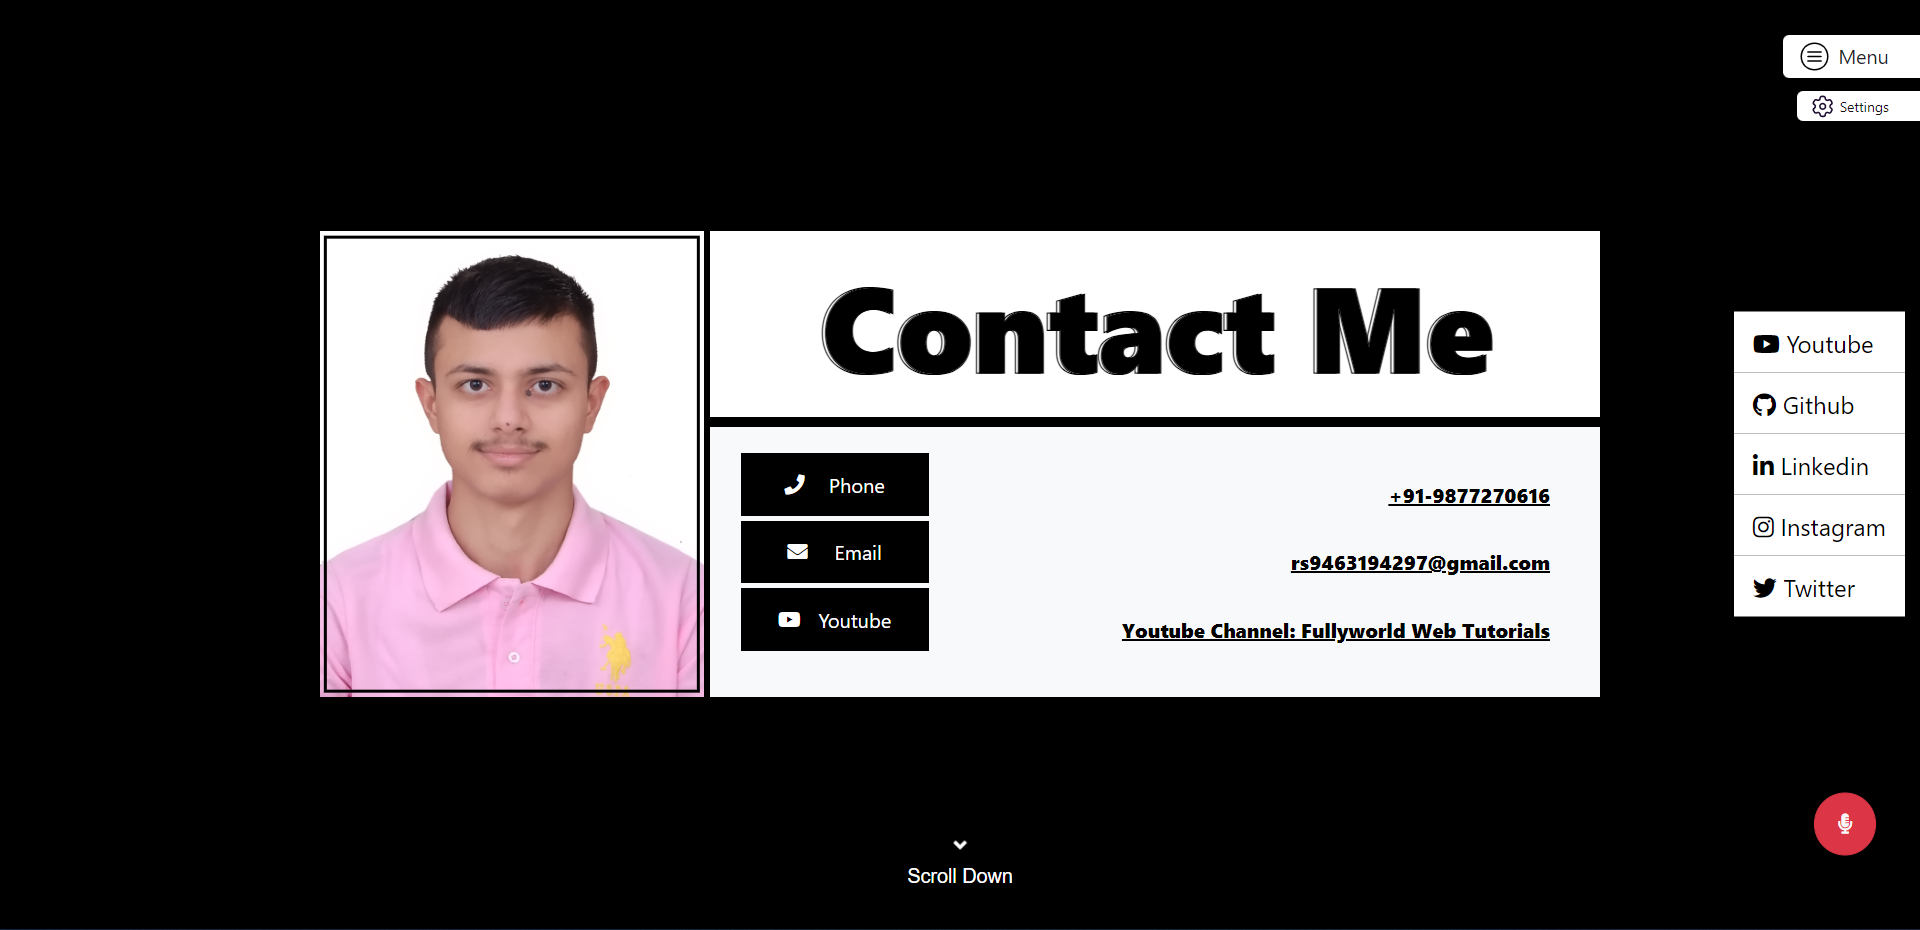 Menu
Settings
Contact Me
Phone
+91-9877270616
Email
rs9463194297@gmail.com
Youtube
Youtube Channel: Fullyworld Web Tutorials
Youtube
Github
Linkedin
Instagram
Twitter
Scroll Down